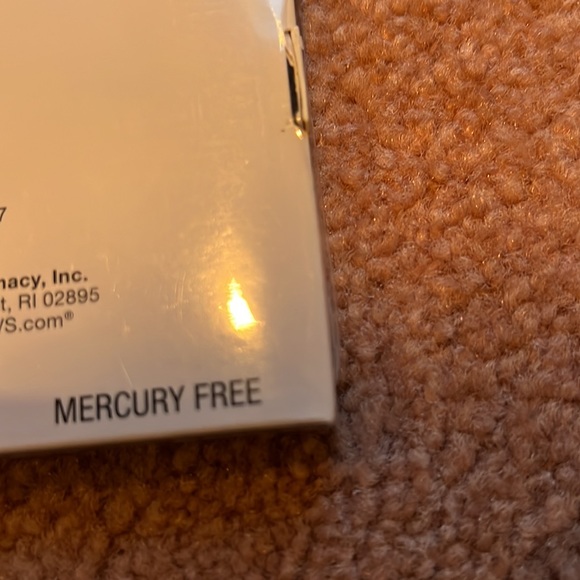 7
macy, Inc.
t, RI 02895
VS.com®
MERCURY FREE